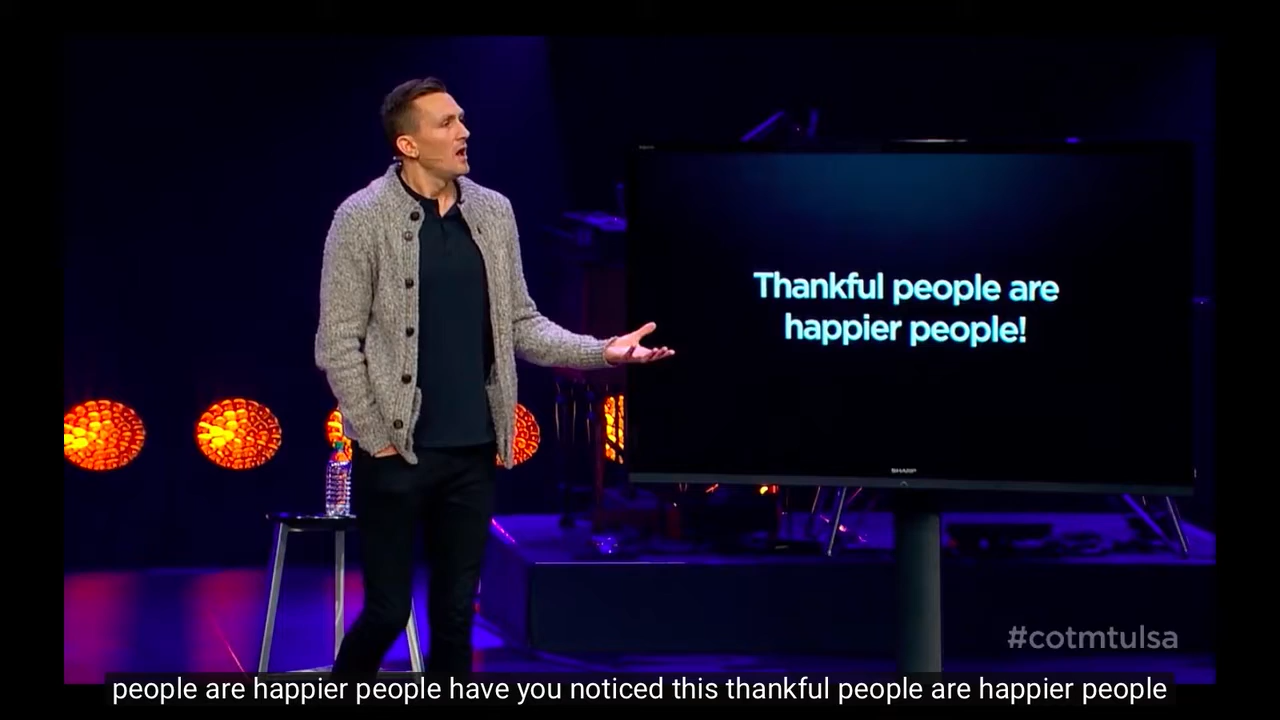 Thankful people are
happier people!
SHARP
#cotmtulsa
people are happier people have you noticed this thankful people are happier people